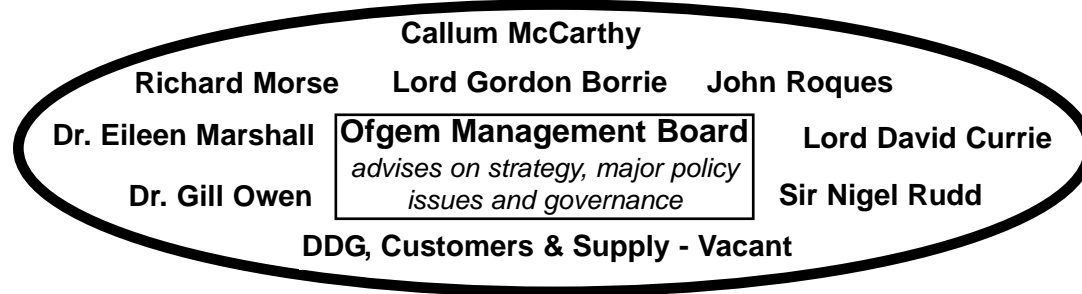 Callum McCarthy
Richard Morse Lord Gordon Borrie John Roques
Dr. Eileen Marshall Ofgem Management Board Lord David Currie
advises on strategy, major policy
Dr. Gill Owen issues and governance Sir Nigel Rudd
DDG, Customers & Supply - Vacant